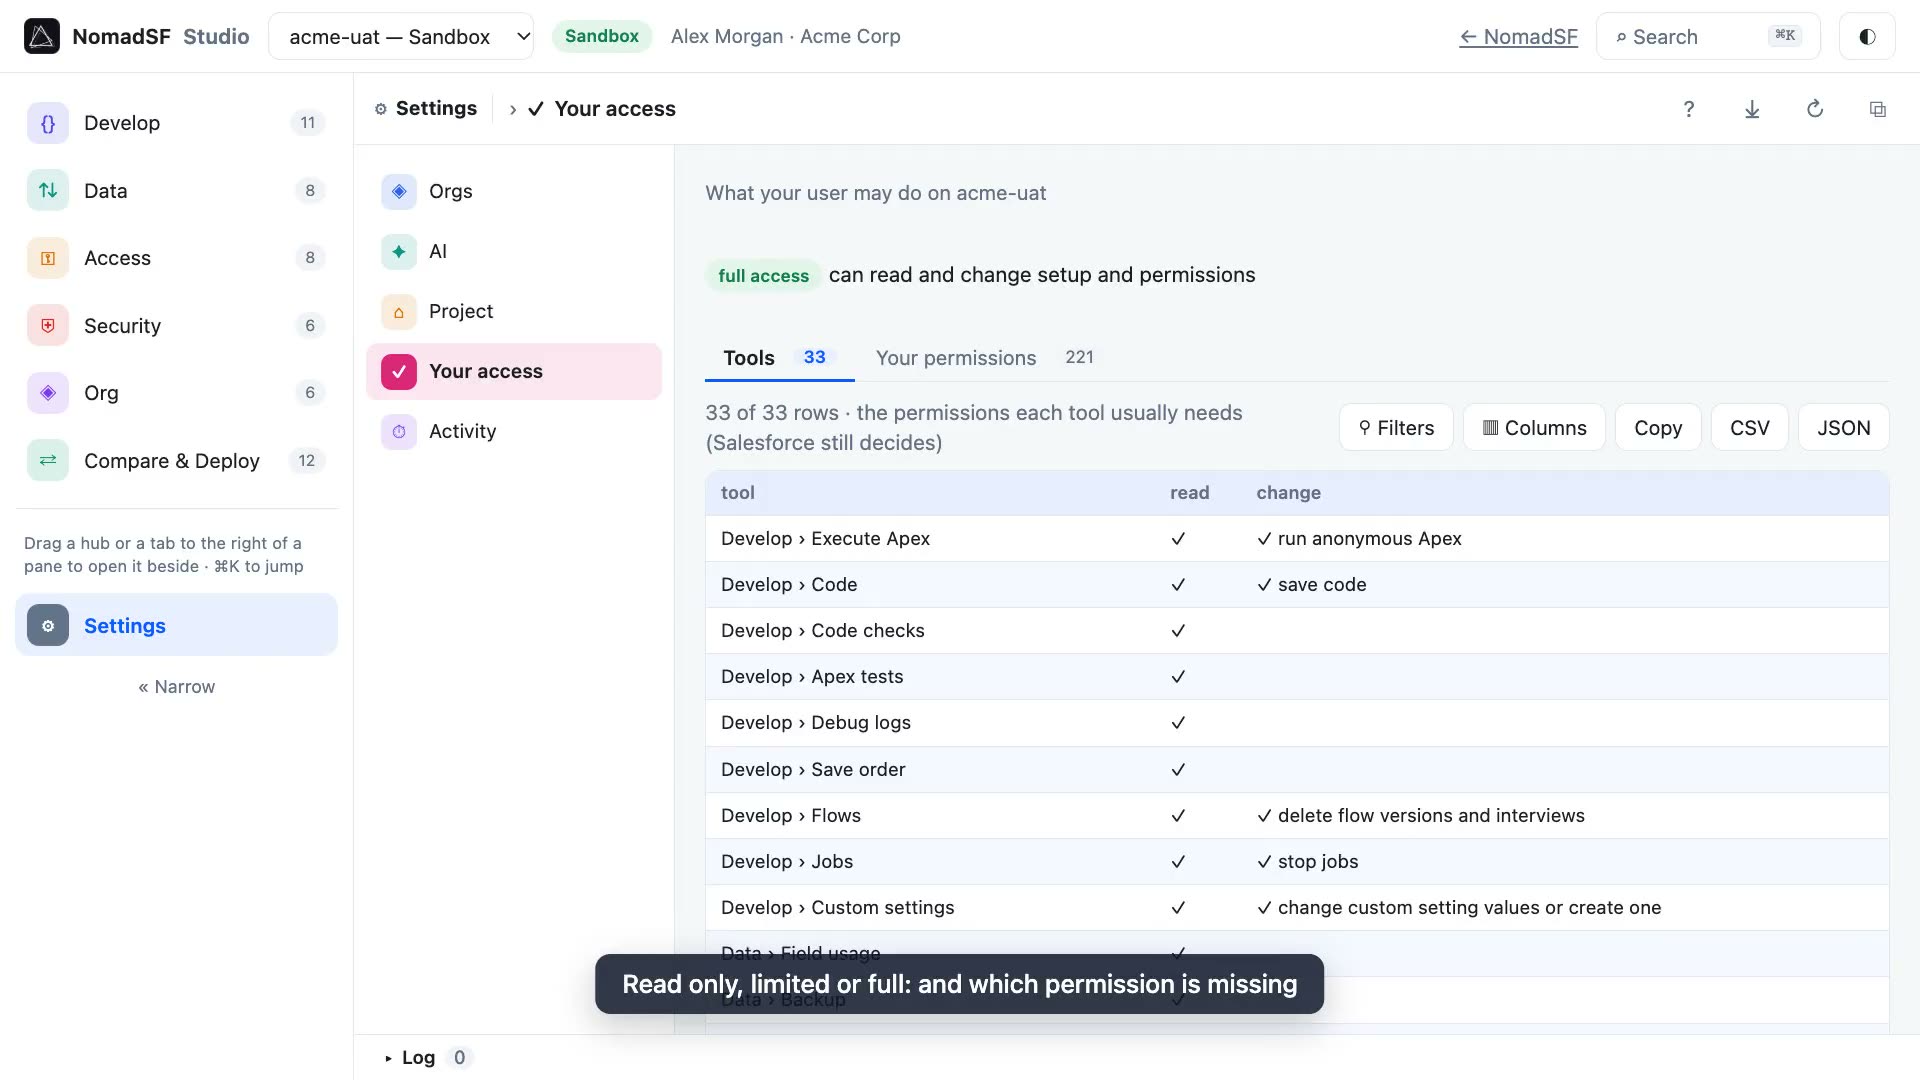 NomadSF Studio
acme-uat — Sandbox
Sandbox
Alex Morgan · Acme Corp
← NomadSF
Search
⌘K
Develop 11
Data 8
Access 8
Security 6
Org 6
Compare & Deploy 12
Drag a hub or a tab to the right of a
pane to open it beside · ⌘K to jump
Settings
« Narrow
Settings › ✓ Your access
?
Orgs
AI
Project
Your access
Activity
What your user may do on acme-uat
full access can read and change setup and permissions
Tools 33
Your permissions 221
33 of 33 rows · the permissions each tool usually needs
(Salesforce still decides)
Filters
Columns
Copy
CSV
JSON
tool read change
Develop › Execute Apex ✓ ✓ run anonymous Apex
Develop › Code ✓ ✓ save code
Develop › Code checks ✓
Develop › Apex tests ✓
Develop › Debug logs ✓
Develop › Save order ✓
Develop › Flows ✓ ✓ delete flow versions and interviews
Develop › Jobs ✓ ✓ stop jobs
Develop › Custom settings ✓ ✓ change custom setting values or create one
Data › Field usage ✓
Data › Backup ✓
Read only, limited or full: and which permission is missing
▸ Log 0